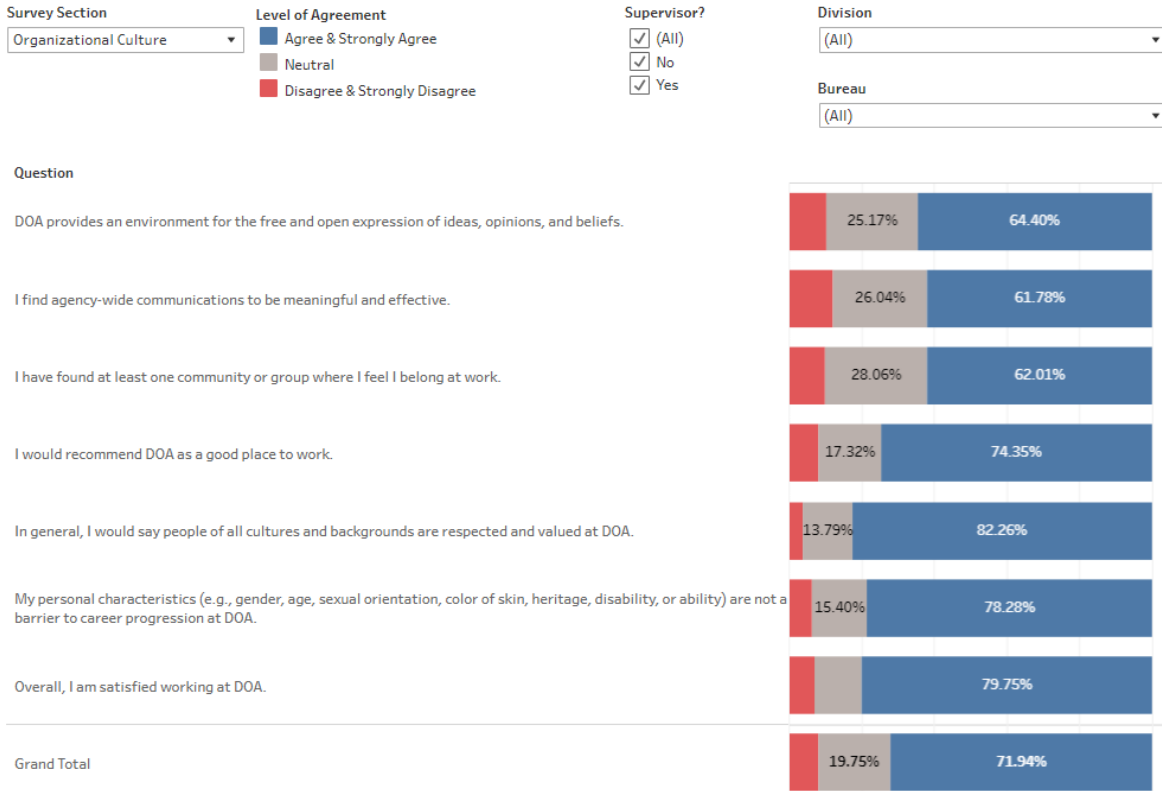 Survey Section
Organizational Culture
Level of Agreement
Agree & Strongly Agree
Neutral
Disagree & Strongly Disagree
Supervisor?
(All)
No
Yes
Division
(All)
Bureau
(All)
Question
DOA provides an environment for the free and open expression of ideas, opinions, and beliefs.
25.17%
64.40%
I find agency-wide communications to be meaningful and effective.
26.04%
61.78%
I have found at least one community or group where I feel I belong at work.
28.06%
62.01%
I would recommend DOA as a good place to work.
17.32%
74.35%
In general, I would say people of all cultures and backgrounds are respected and valued at DOA.
13.79%
82.26%
My personal characteristics (e.g., gender, age, sexual orientation, color of skin, heritage, disability, or ability) are not a
barrier to career progression at DOA.
15.40%
78.28%
Overall, I am satisfied working at DOA.
79.75%
Grand Total
19.75%
71.94%